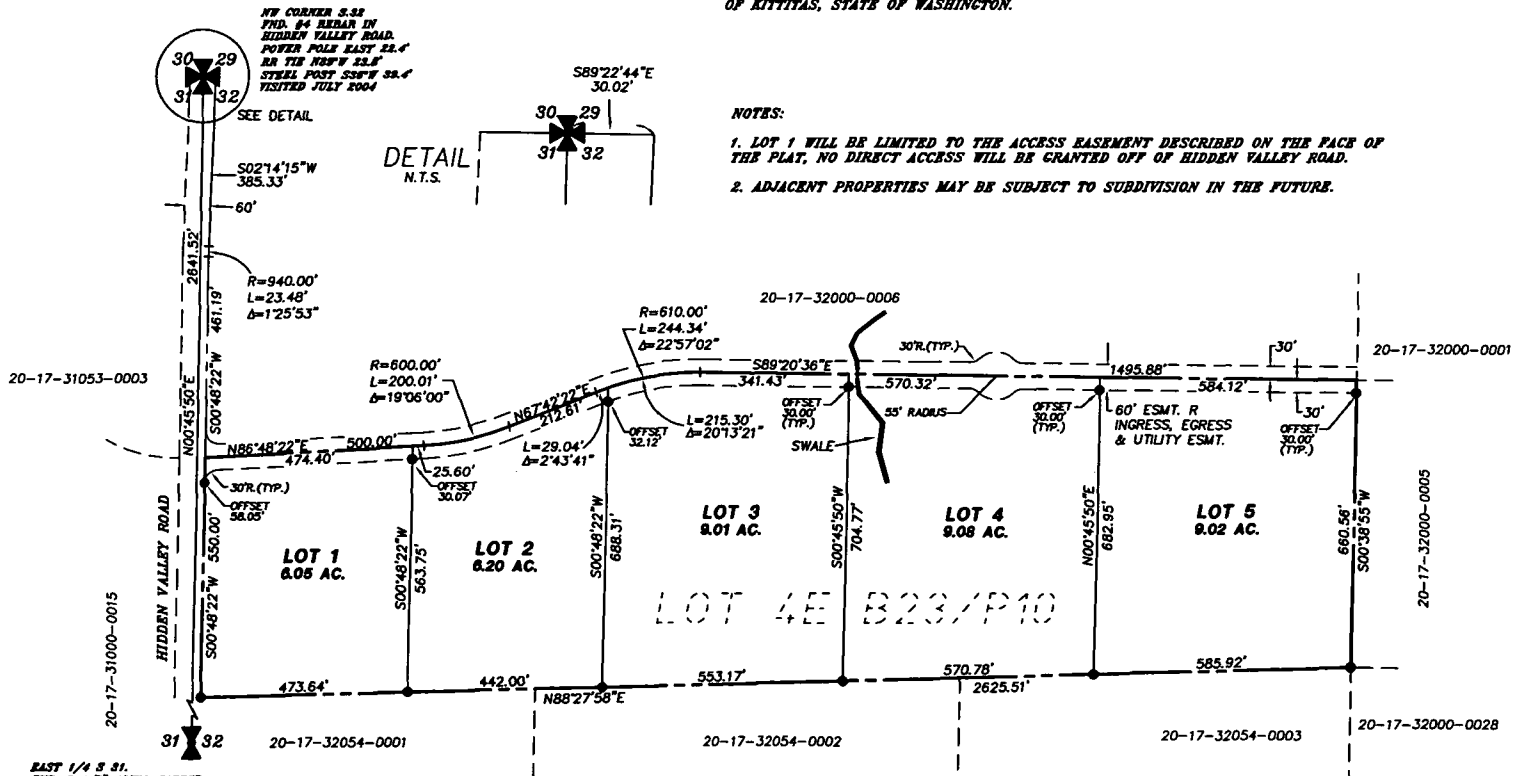 OF KITTITAS, STATE OF WASHINGTON.
NW CORNER S.32
FND. #4 REBAR IN
HIDDEN VALLEY ROAD.
POWER POLE EAST 22.4'
STEEL POST S36°W 39.4'
VISITED JULY 2004
30 29
31 32
SEE DETAIL
DETAIL
N.T.S.
S89°22'44"E
30.02'
30 29
31 32
NOTES:
1. LOT 1 WILL BE LIMITED TO THE ACCESS EASEMENT DESCRIBED ON THE FACE OF
THE PLAT, NO DIRECT ACCESS WILL BE GRANTED OFF OF HIDDEN VALLEY ROAD.
2. ADJACENT PROPERTIES MAY BE SUBJECT TO SUBDIVISION IN THE FUTURE.
S02°14'15"W
385.33'
60'
2641.52'
R=940.00'
L=23.48'
Δ=1°25'53"
461.19'
S00°48'22"W
N00°45'50"E
20-17-31053-0003
R=600.00'
L=200.01'
Δ=19°06'00"
R=610.00'
L=244.34'
Δ=22°57'02"
20-17-32000-0006
30'R.(TYP.)
20-17-32000-0001
30'
1495.88'
S89°20'36"E
341.43'
570.32'
584.12'
30'
N67°42'22"E
212.61'
N86°48'22"E
500.00'
474.40'
25.60'
OFFSET
30.07'
L=29.04'
Δ=2°43'41"
OFFSET
32.12'
L=215.30'
Δ=20°13'21"
OFFSET
30.00'
(TYP.)
SWALE
55' RADIUS
OFFSET
30.00'
(TYP.)
60' ESMT. R
INGRESS, EGRESS
& UTILITY ESMT.
OFFSET
30.00'
(TYP.)
30'R.(TYP.)
OFFSET
58.05'
HIDDEN VALLEY ROAD
S00°48'22"W 550.00'
LOT 1
6.05 AC.
S00°48'22"W
563.75'
LOT 2
6.20 AC.
S00°48'22"W
688.31'
LOT 3
9.01 AC.
S00°45'50"W
704.77'
LOT 4
9.08 AC.
N00°45'50"E
682.95'
LOT 5
9.02 AC.
660.56'
S00°38'55"W
20-17-32000-0005
20-17-31000-0015
LOT 4E B23/P10
473.64'
442.00'
N88°27'58"E
553.17'
570.78'
2625.51'
585.92'
31 32
20-17-32054-0001
20-17-32054-0002
20-17-32054-0003
20-17-32000-0028
EAST 1/4 S 31.